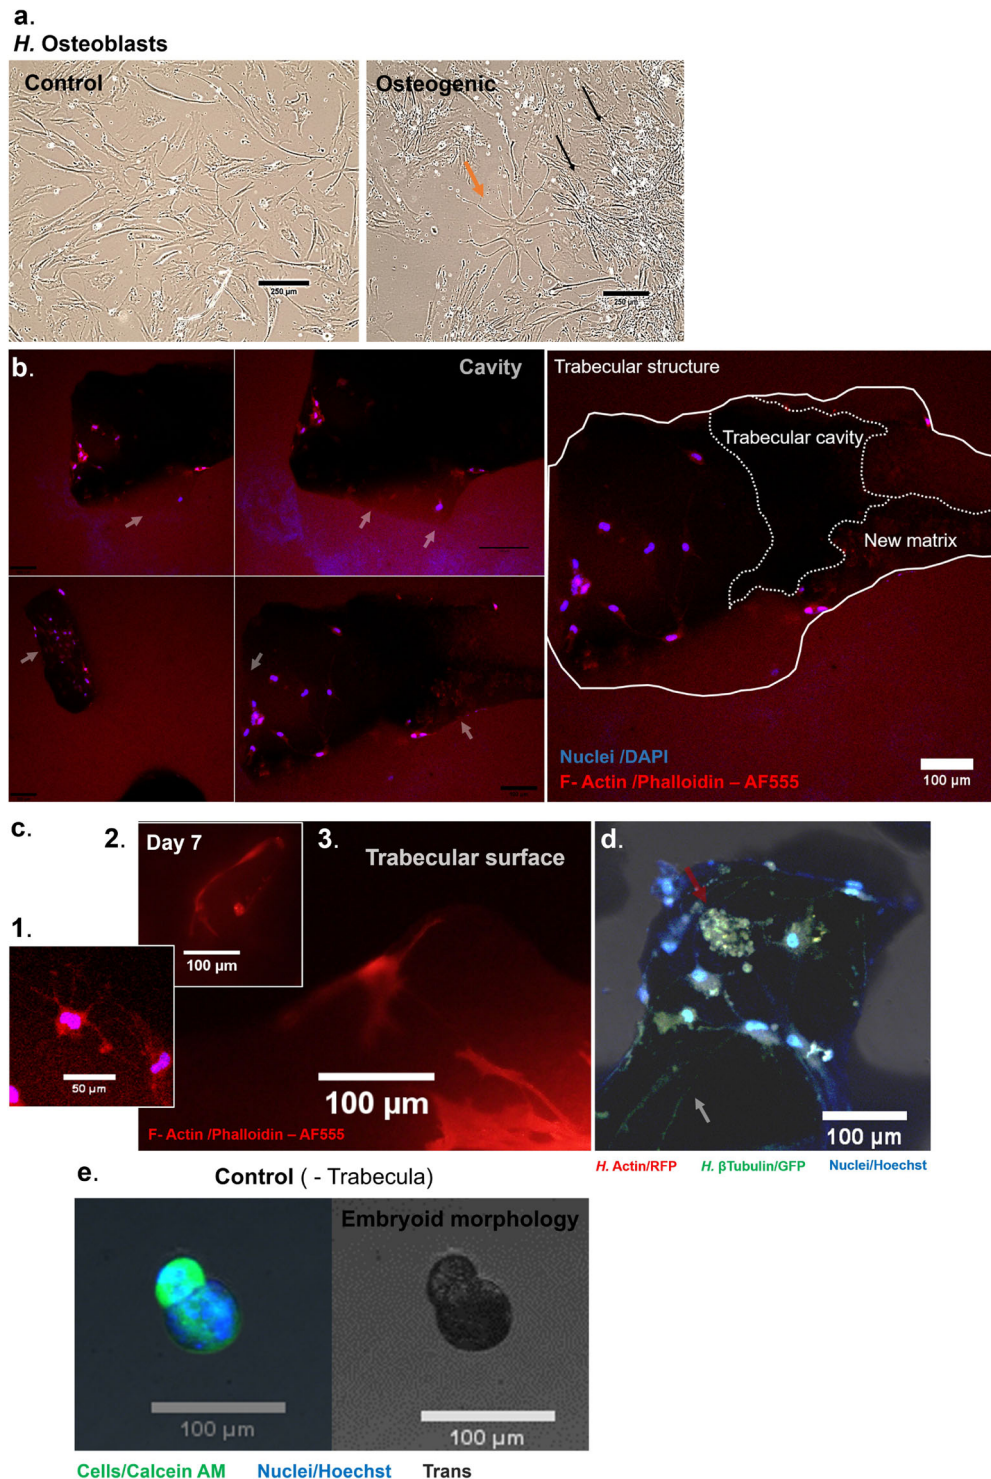 a.
H. Osteoblasts
Control
Osteogenic
250 µm
250 µm
b.
Cavity
Trabecular structure
Trabecular cavity
New matrix
Nuclei /DAPI
F- Actin /Phalloidin – AF555
100 µm
c.
2.
Day 7
3.
Trabecular surface
d.
1.
100 µm
50 µm
100 µm
F- Actin /Phalloidin – AF555
100 µm
H. Actin/RFP H. βTubulin/GFP Nuclei/Hoechst
e.
Control ( - Trabecula)
Embryoid morphology
100 µm
100 µm
Cells/Calcein AM Nuclei/Hoechst Trans